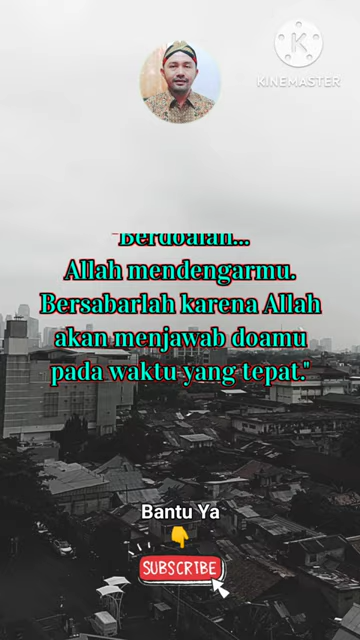 KINEMASTER
"Berdoalah...
Allah mendengarmu.
Bersabarlah karena Allah
akan menjawab doamu
pada waktu yang tepat."
Bantu Ya
SUBSCRIBE